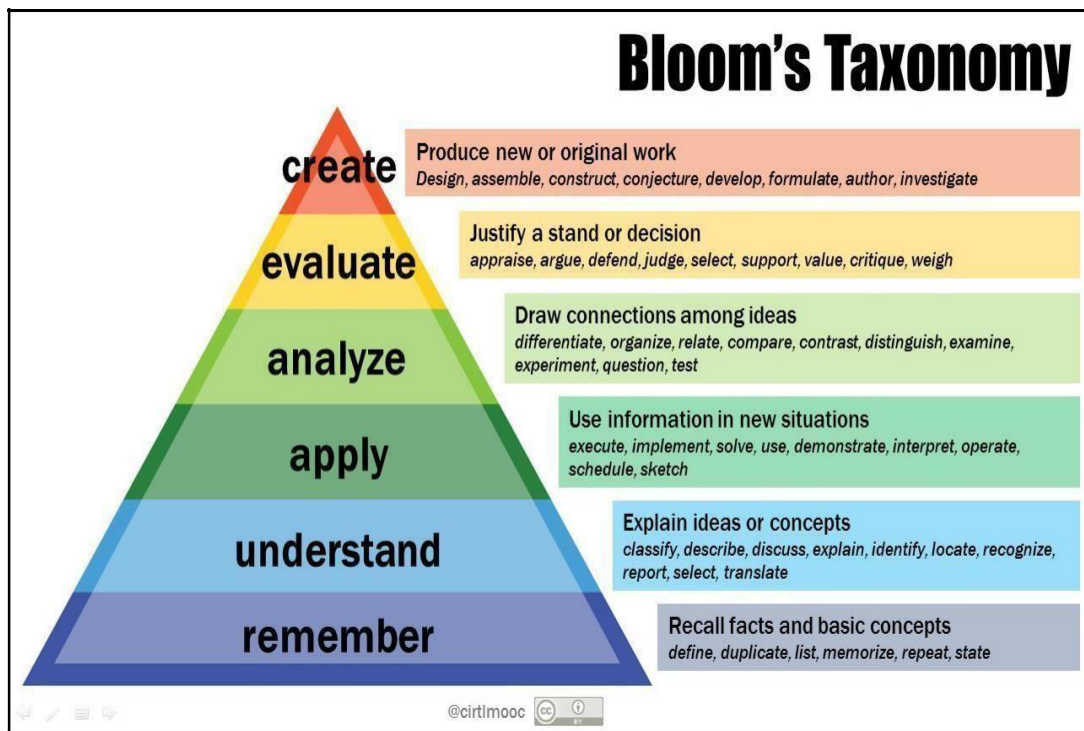 Bloom's Taxonomy
create
Produce new or original work
Design, assemble, construct, conjecture, develop, formulate, author, investigate
evaluate
Justify a stand or decision
appraise, argue, defend, judge, select, support, value, critique, weigh
analyze
Draw connections among ideas
differentiate, organize, relate, compare, contrast, distinguish, examine,
experiment, question, test
apply
Use information in new situations
execute, implement, solve, use, demonstrate, interpret, operate,
schedule, sketch
understand
Explain ideas or concepts
classify, describe, discuss, explain, identify, locate, recognize,
report, select, translate
remember
Recall facts and basic concepts
define, duplicate, list, memorize, repeat, state
@cirtlmooc
cc
BY